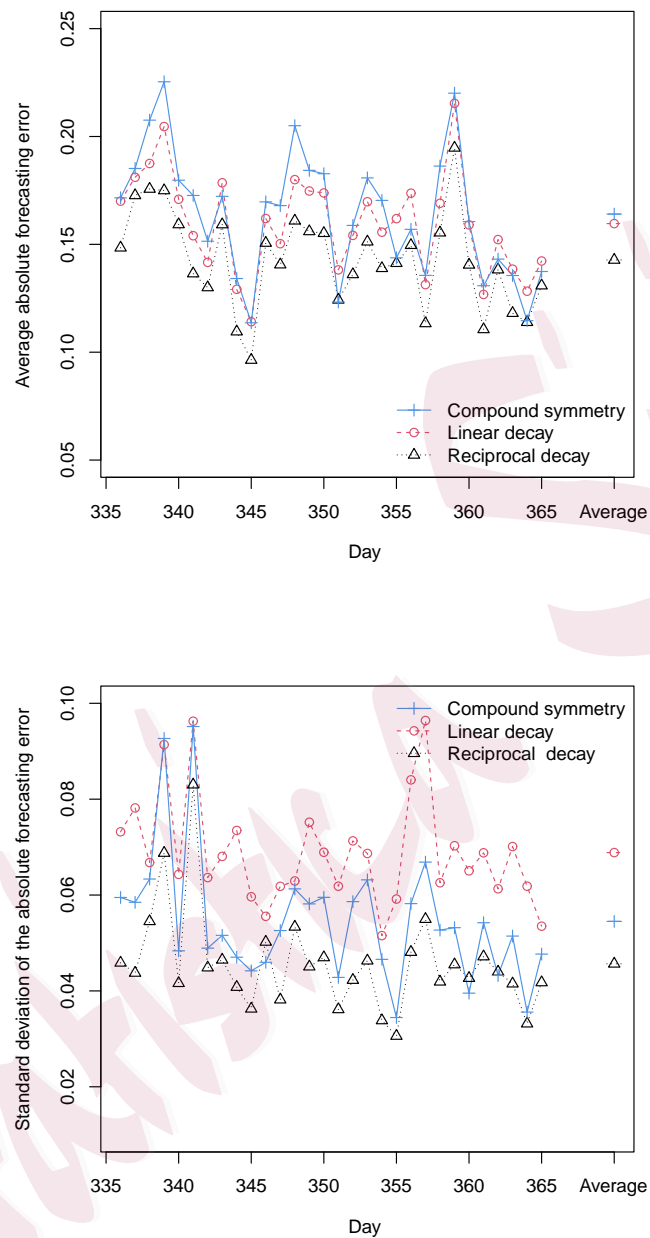 Average absolute forecasting error
0.25
0.20
0.15
0.10
0.05
Compound symmetry
Linear decay
Reciprocal decay
335 340 345 350 355 360 365 Average
Day
Standard deviation of the absolute forecasting error
0.10
0.08
0.06
0.04
0.02
Compound symmetry
Linear decay
Reciprocal decay
335 340 345 350 355 360 365 Average
Day